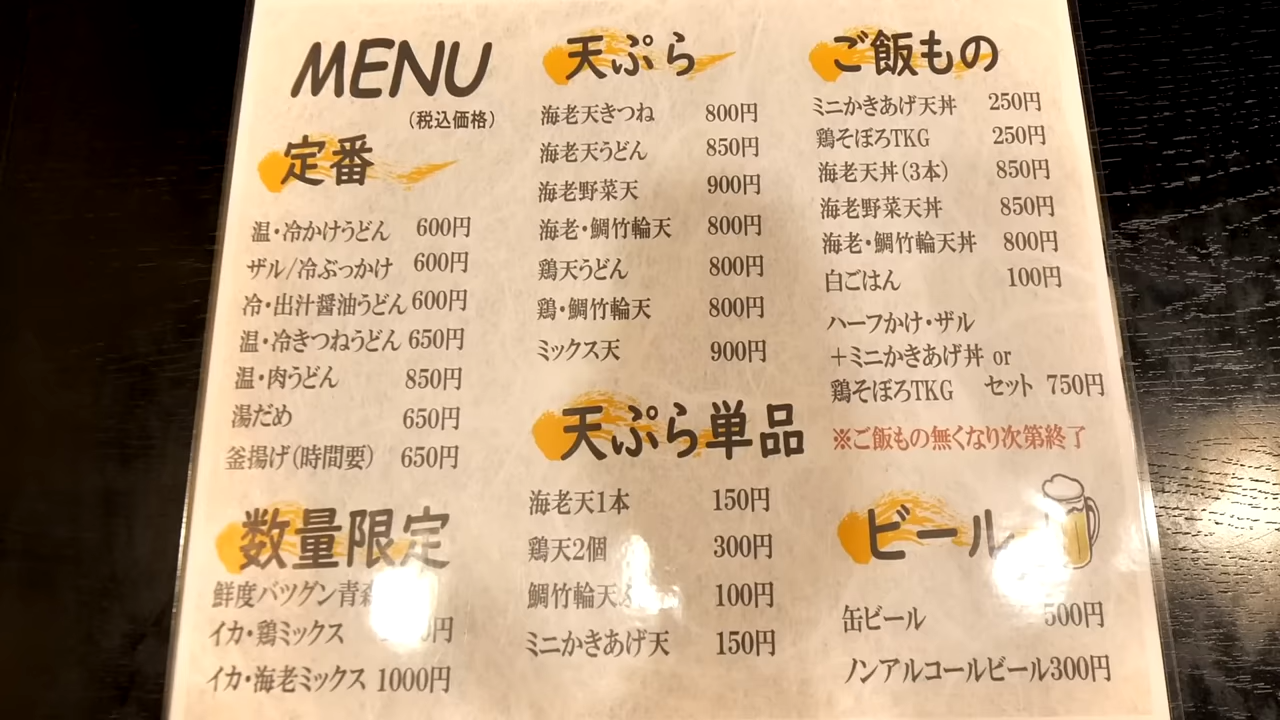 MENU
(税込価格)
定番
温・冷かけうどん 600円
ザル/冷ぶっかけ 600円
冷・出汁醤油うどん 600円
温・冷きつねうどん 650円
温・肉うどん 850円
湯だめ 650円
釜揚げ(時間要) 650円
数量限定
鮮度バツグン青森
イカ・鶏ミックス 円
イカ・海老ミックス 1000円
天ぷら
海老天きつね 800円
海老天うどん 850円
海老野菜天 900円
海老・鯛竹輪天 800円
鶏天うどん 800円
鶏・鯛竹輪天 800円
ミックス天 900円
天ぷら単品
海老天1本 150円
鶏天2個 300円
鯛竹輪天ぷ 100円
ミニかきあげ天 150円
ご飯もの
ミニかきあげ天丼 250円
鶏そぼろTKG 250円
海老天丼(3本) 850円
海老野菜天丼 850円
海老・鯛竹輪天丼 800円
白ごはん 100円
ハーフかけ・ザル
+ミニかきあげ丼 or
鶏そぼろTKG セット 750円
※ご飯もの無くなり次第終了
ビール
缶ビール 500円
ノンアルコールビール300円